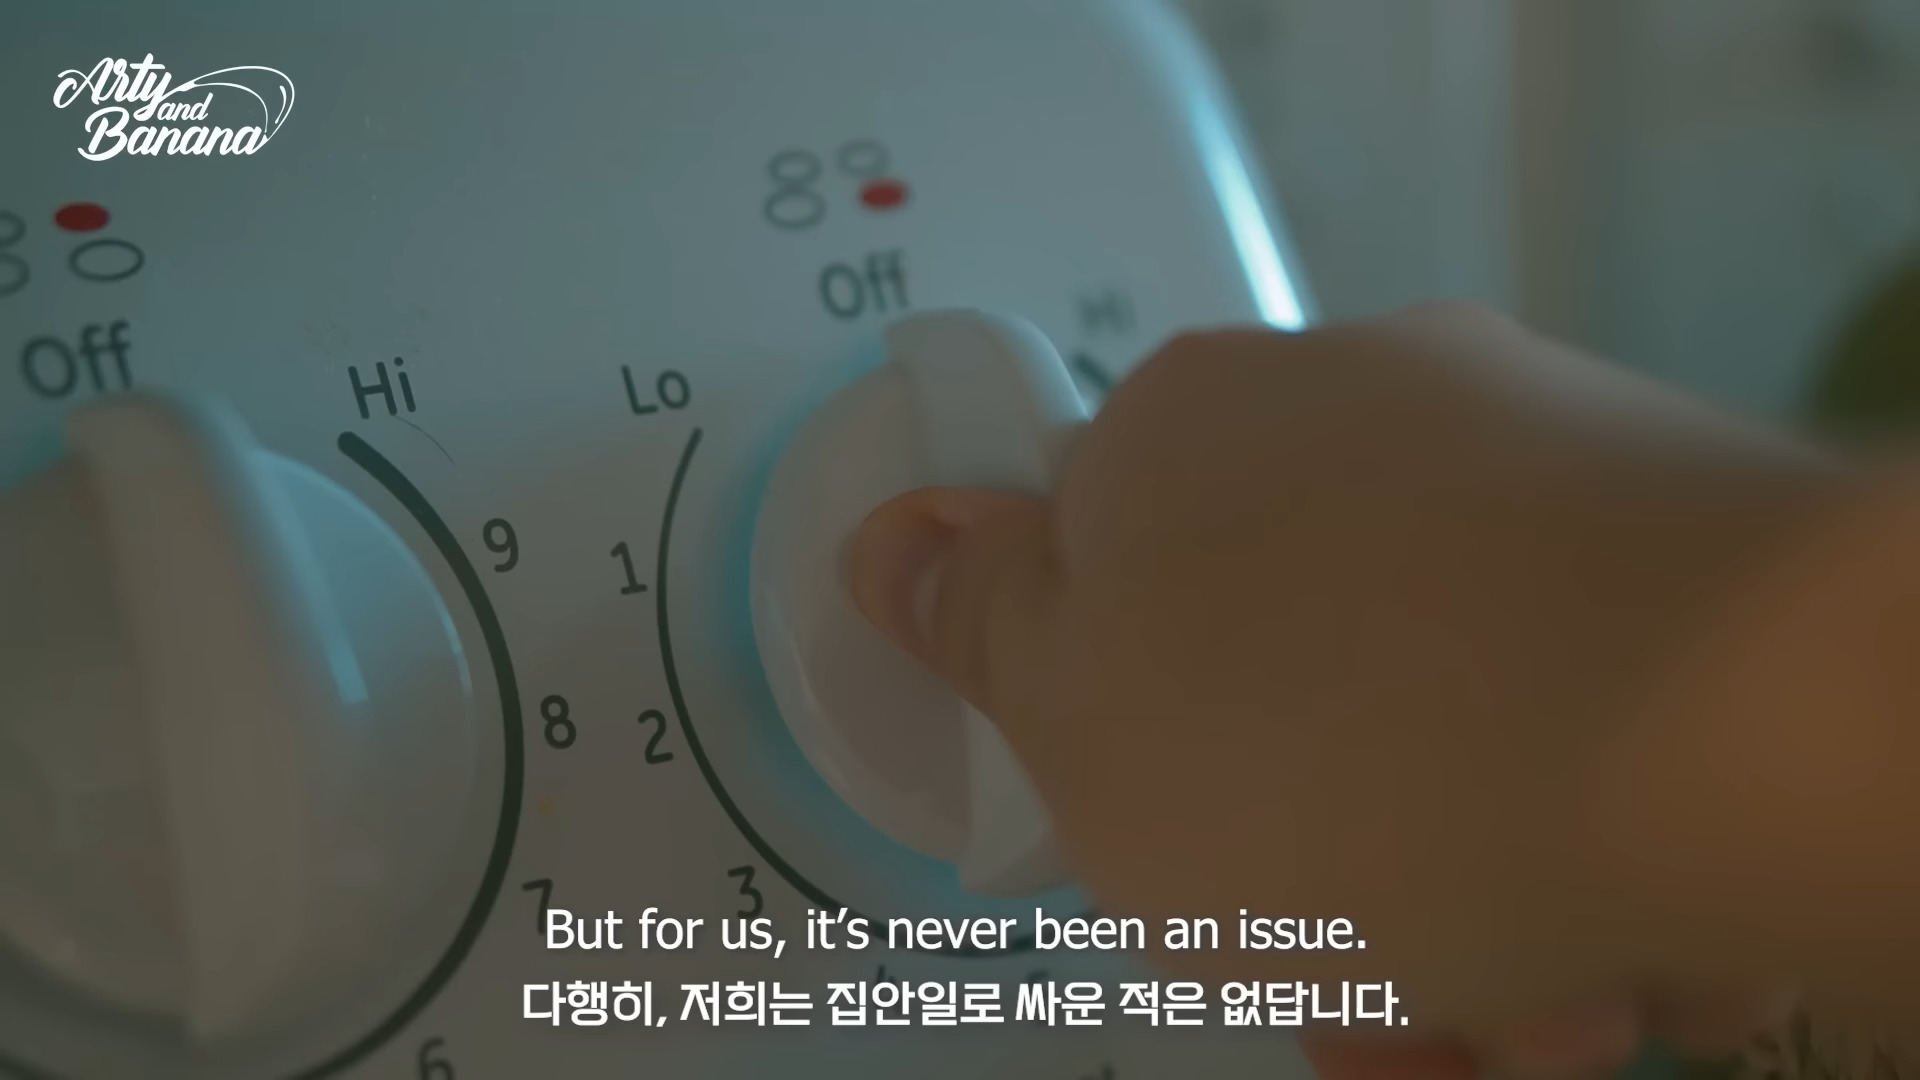 Arty
and
Banana
Off
Off
Hi
Hi
Lo
9
1
8
2
7
3
6
But for us, it's never been an issue.
다행히, 저희는 집안일로 싸운 적은 없답니다.